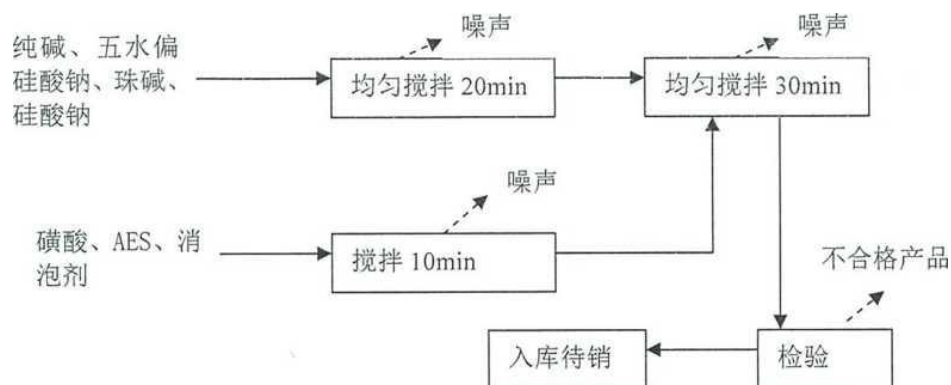 噪声
噪声
纯碱、五水偏
硅酸钠、珠碱、
硅酸钠
均匀搅拌 20min
均匀搅拌 30min
噪声
磺酸、AES、消
泡剂
搅拌 10min
不合格产品
入库待销
检验